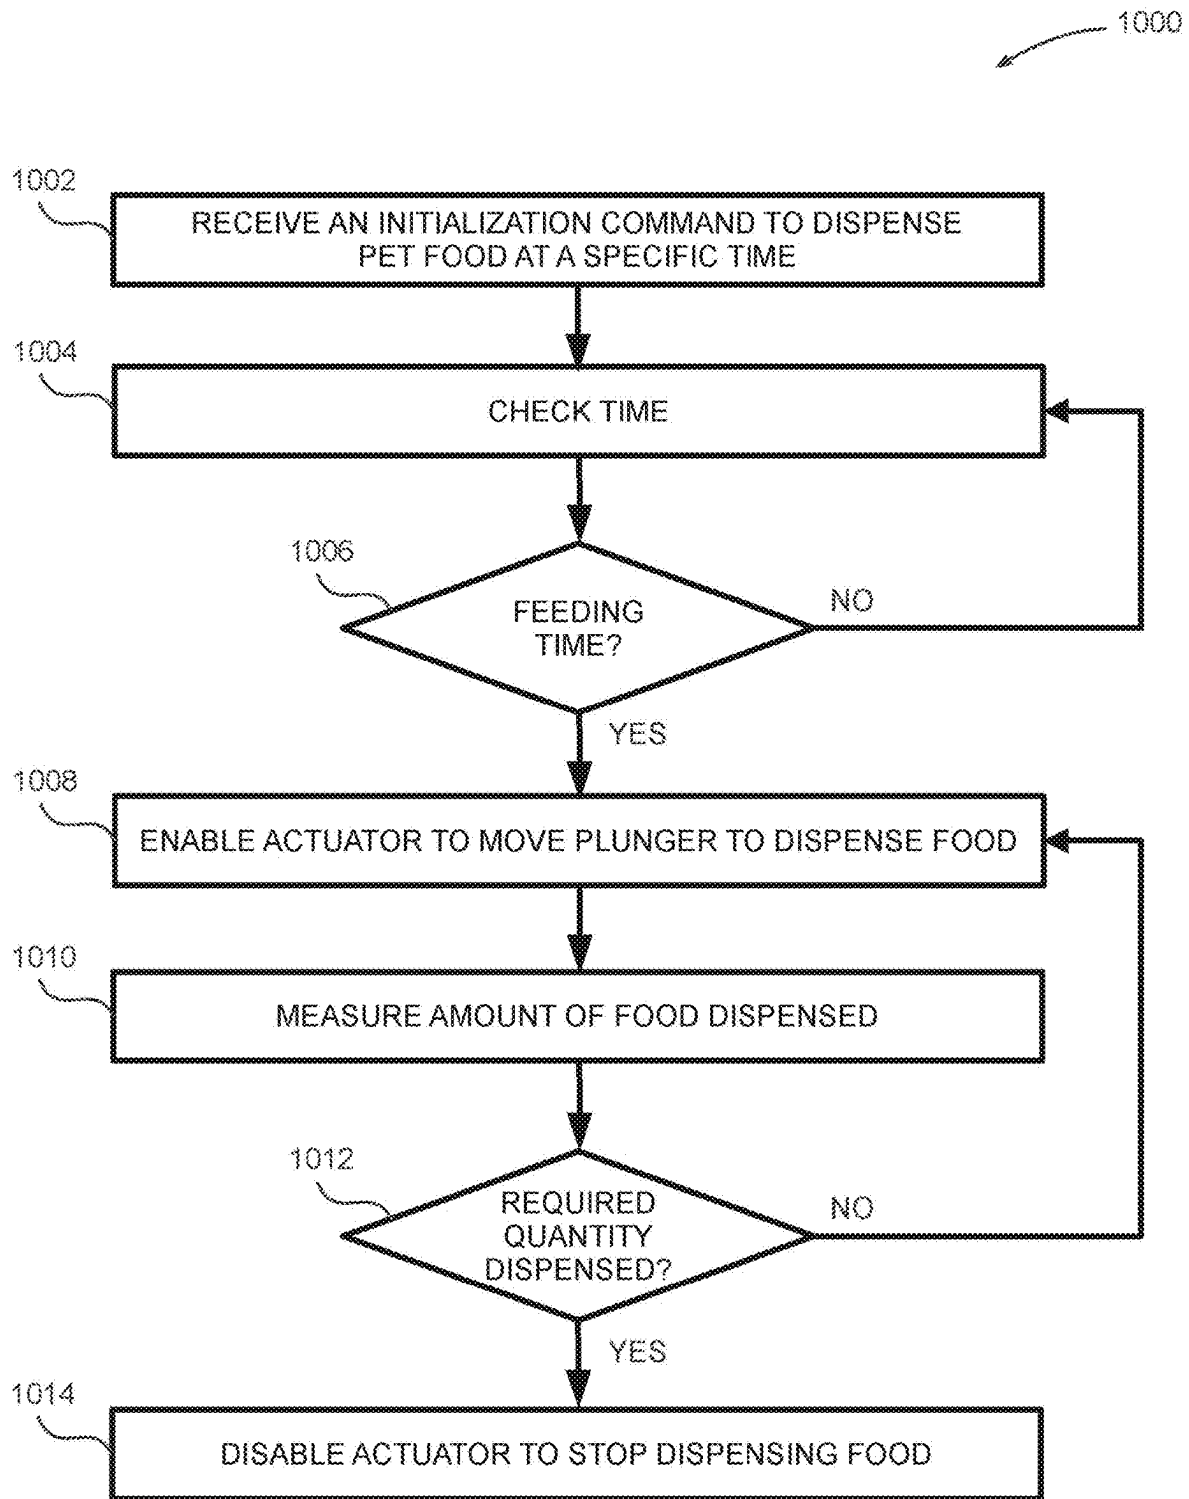 1000
1002
RECEIVE AN INITIALIZATION COMMAND TO DISPENSE
PET FOOD AT A SPECIFIC TIME
1004
CHECK TIME
1006
FEEDING
TIME?
NO
YES
1008
ENABLE ACTUATOR TO MOVE PLUNGER TO DISPENSE FOOD
1010
MEASURE AMOUNT OF FOOD DISPENSED
1012
REQUIRED
QUANTITY
DISPENSED?
NO
YES
1014
DISABLE ACTUATOR TO STOP DISPENSING FOOD